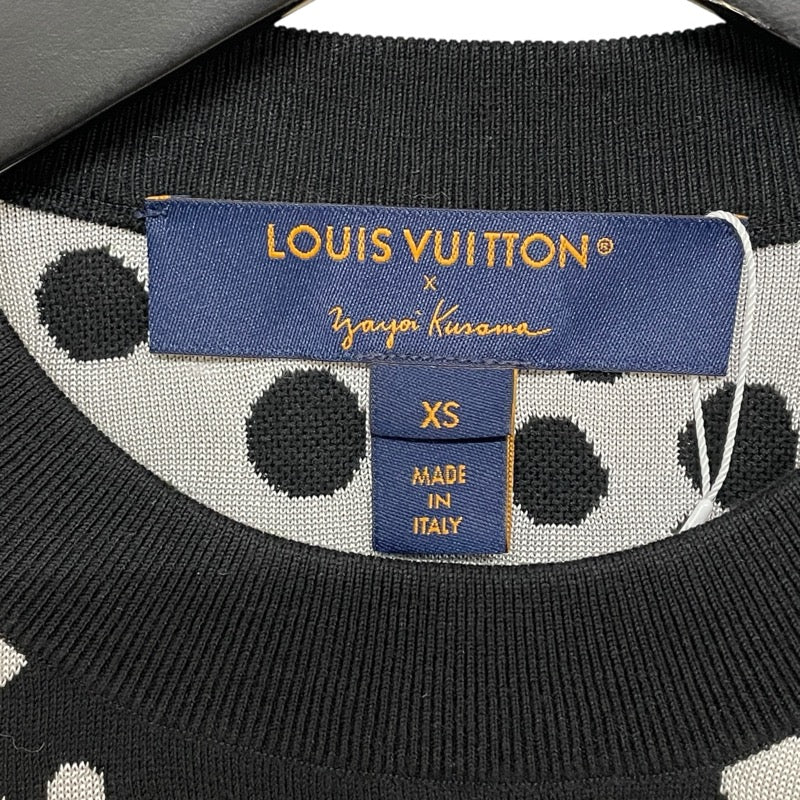 LOUIS VUITTON®
x
Yayoi Kusama
XS
MADE
IN
ITALY